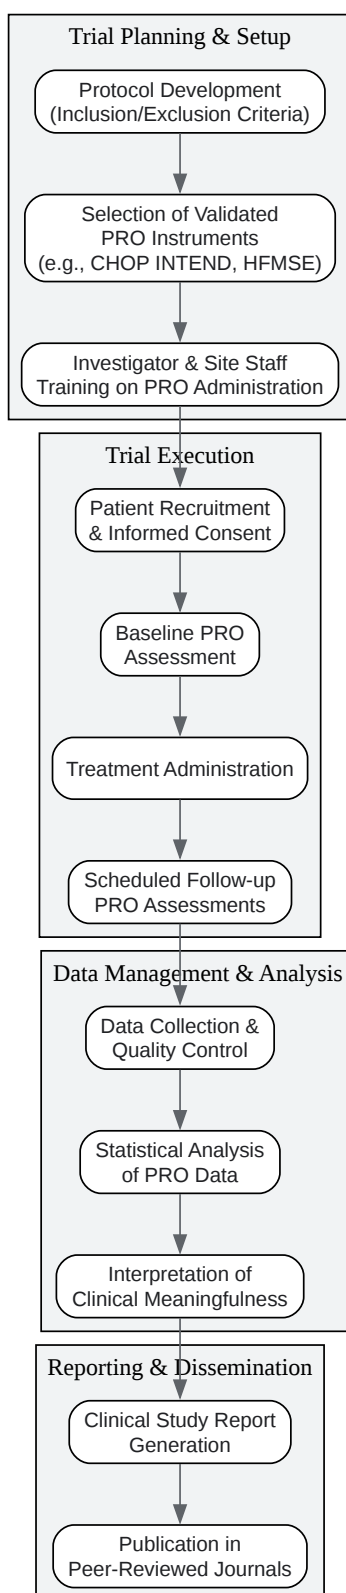 Trial Planning & Setup
Protocol Development
(Inclusion/Exclusion Criteria)
Selection of Validated
PRO Instruments
(e.g., CHOP INTEND, HFMSE)
Investigator & Site Staff
Training on PRO Administration
Trial Execution
Patient Recruitment
& Informed Consent
Baseline PRO
Assessment
Treatment Administration
Scheduled Follow-up
PRO Assessments
Data Management & Analysis
Data Collection &
Quality Control
Statistical Analysis
of PRO Data
Interpretation of
Clinical Meaningfulness
Reporting & Dissemination
Clinical Study Report
Generation
Publication in
Peer-Reviewed Journals